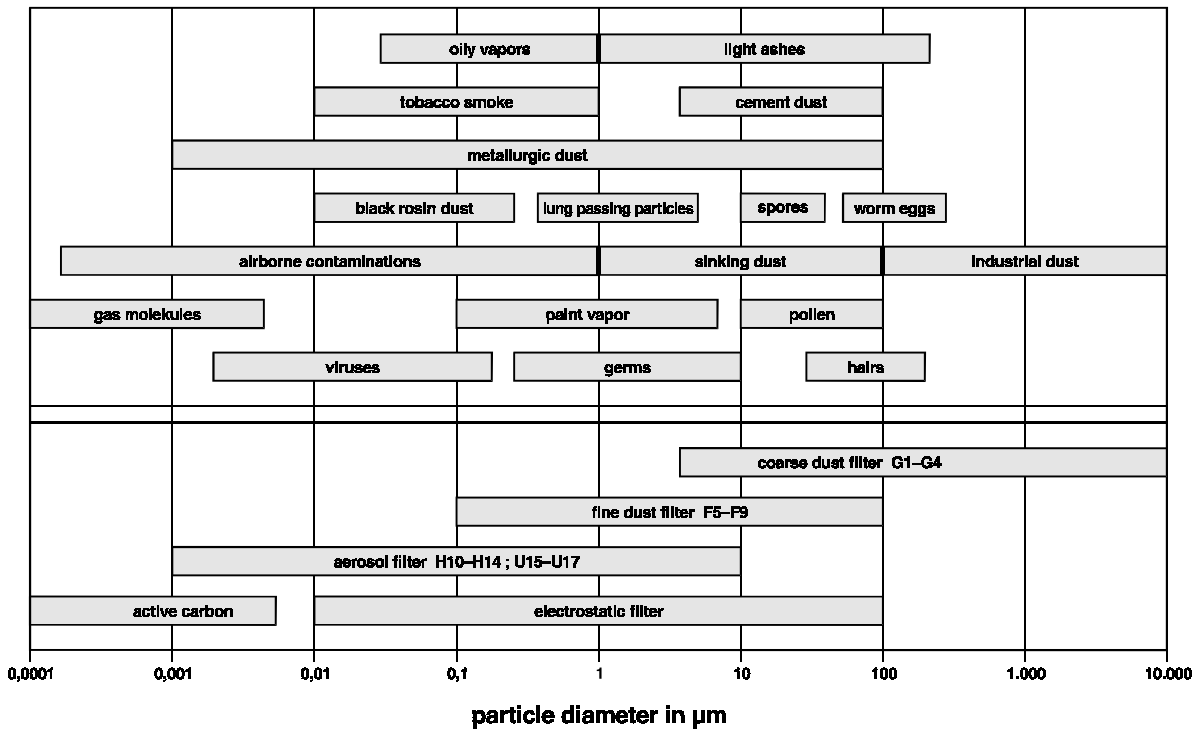 oily vapors
light ashes
tobacco smoke
cement dust
metallurgic dust
black rosin dust
lung passing particles
spores
worm eggs
airborne contaminations
sinking dust
industrial dust
gas molekules
paint vapor
pollen
viruses
germs
hairs
coarse dust filter G1–G4
fine dust filter F5–F9
aerosol filter H10–H14 ; U15–U17
active carbon
electrostatic filter
0,0001
0,001
0,01
0,1
1
10
100
1.000
10.000
particle diameter in µm